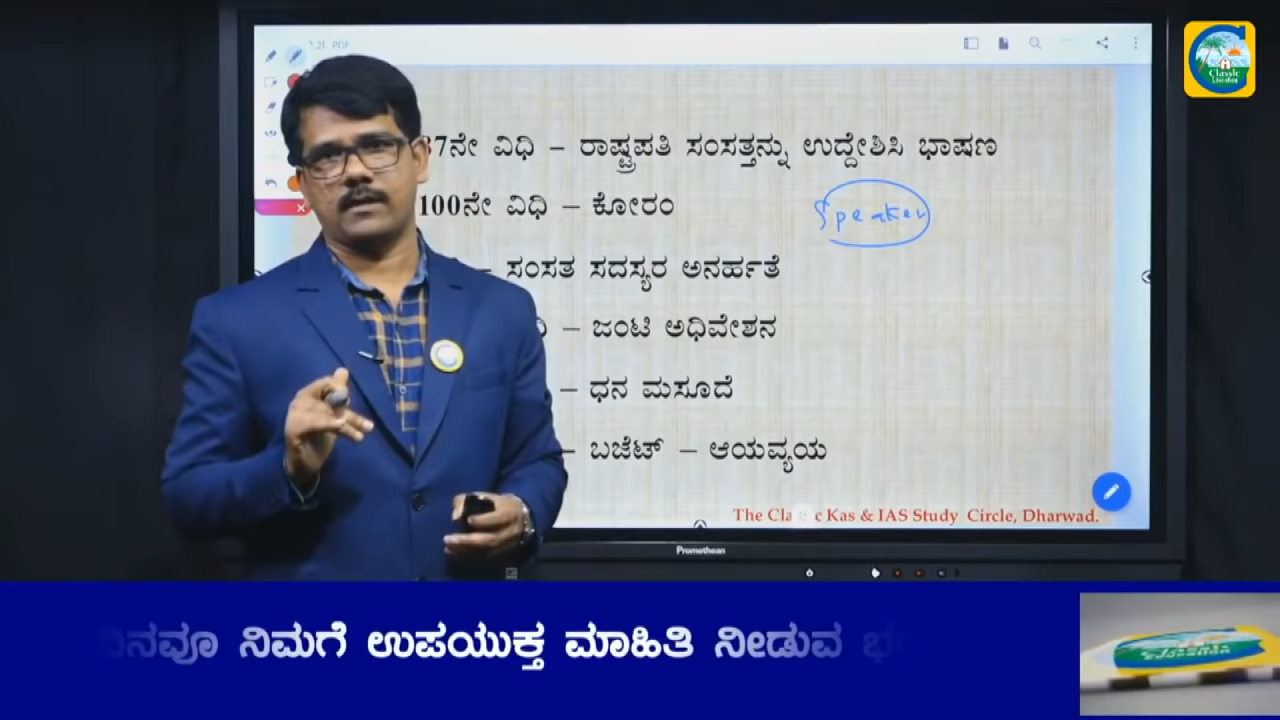 PDF
87ನೇ ವಿಧಿ – ರಾಷ್ಟ್ರಪತಿ ಸಂಸತ್ತನ್ನು ಉದ್ದೇಶಿಸಿ ಭಾಷಣ
100ನೇ ವಿಧಿ – ಕೋರಂ
Speaker
– ಸಂಸತ ಸದಸ್ಯರ ಅನರ್ಹತೆ
– ಜಂಟಿ ಅಧಿವೇಶನ
– ಧನ ಮಸೂದೆ
– ಬಜೆಟ್ – ಆಯವ್ಯಯ
The Classic Kas & IAS Study Circle, Dharwad.
Promethean
ನಿಮಗೆ ಉಪಯುಕ್ತ ಮಾಹಿತಿ ನೀಡುವ
Classic